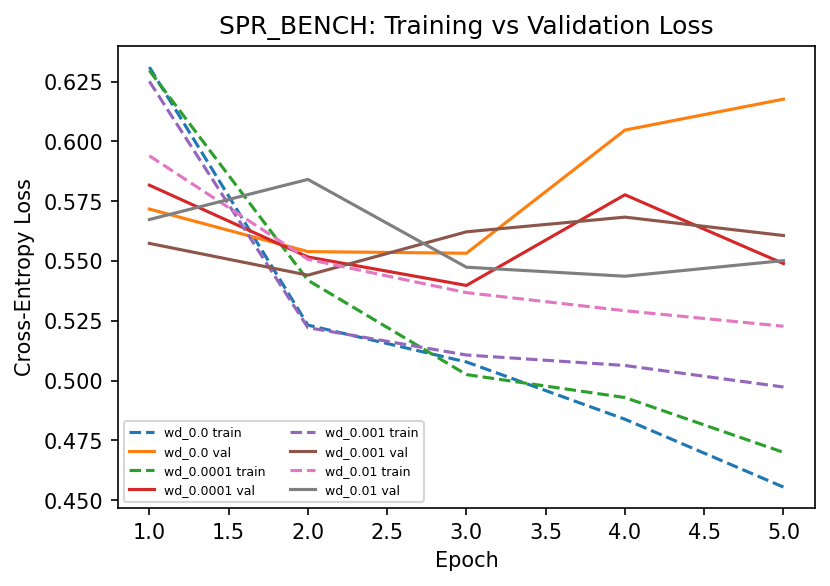 SPR_BENCH: Training vs Validation Loss
Cross-Entropy Loss
0.625
0.600
0.575
0.550
0.525
0.500
0.475
0.450
wd_0.0 train
wd_0.0 val
wd_0.0001 train
wd_0.0001 val
wd_0.001 train
wd_0.001 val
wd_0.01 train
wd_0.01 val
1.0 1.5 2.0 2.5 3.0 3.5 4.0 4.5 5.0
Epoch